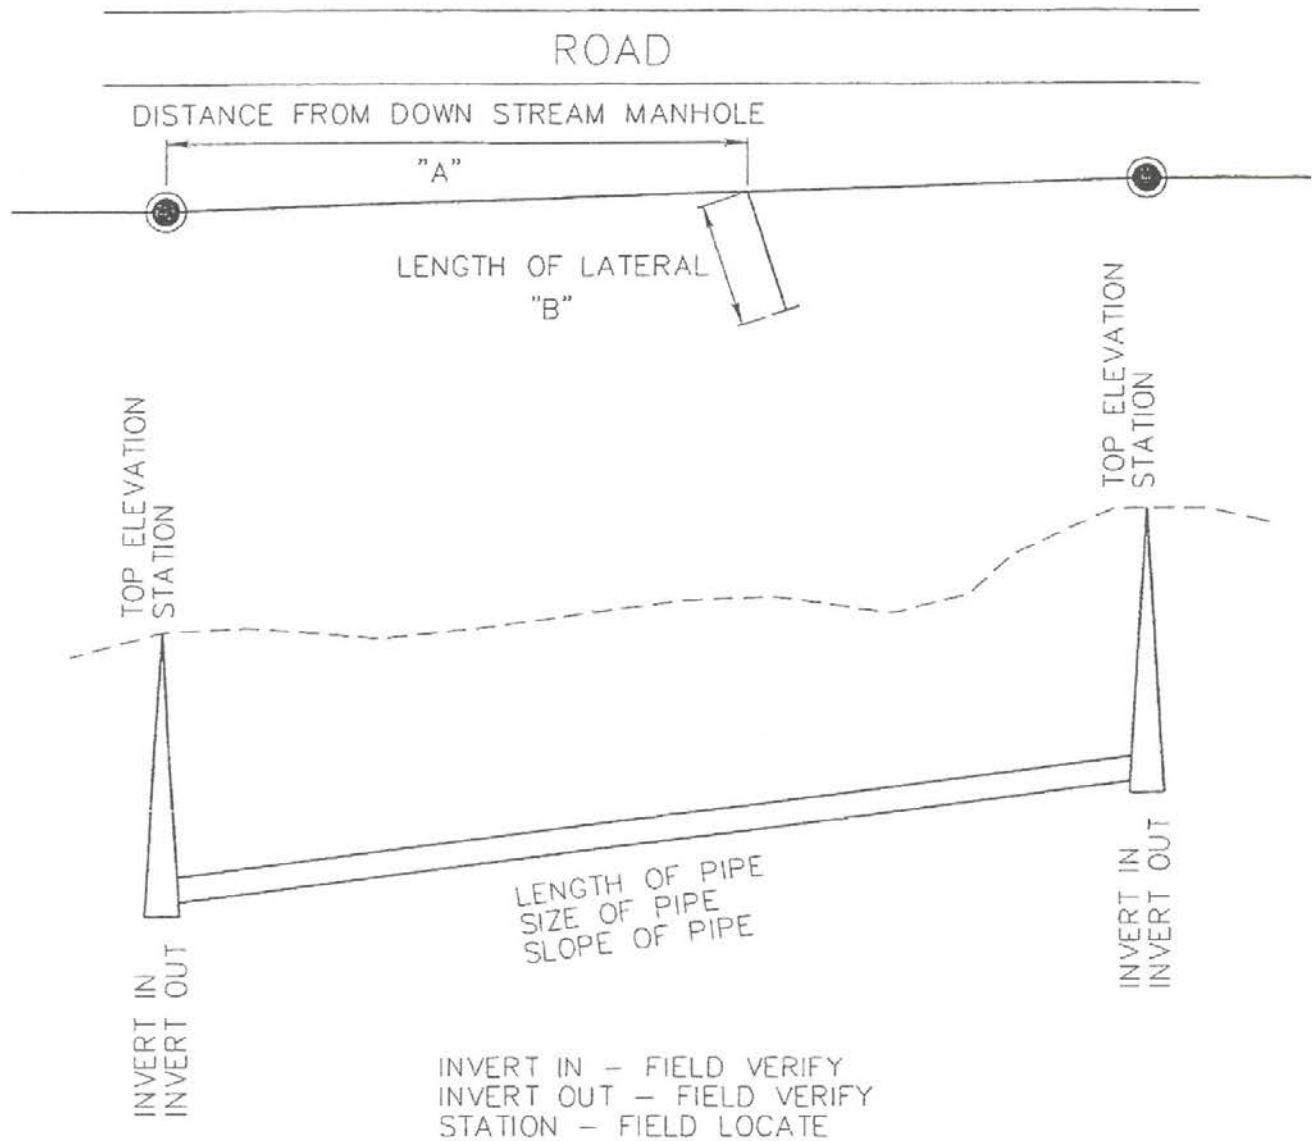 ROAD
DISTANCE FROM DOWN STREAM MANHOLE
"A"
LENGTH OF LATERAL
"B"
TOP ELEVATION
STATION
TOP ELEVATION
STATION
LENGTH OF PIPE
SIZE OF PIPE
SLOPE OF PIPE
INVERT IN
INVERT OUT
INVERT IN
INVERT OUT
INVERT IN – FIELD VERIFY
INVERT OUT – FIELD VERIFY
STATION – FIELD LOCATE